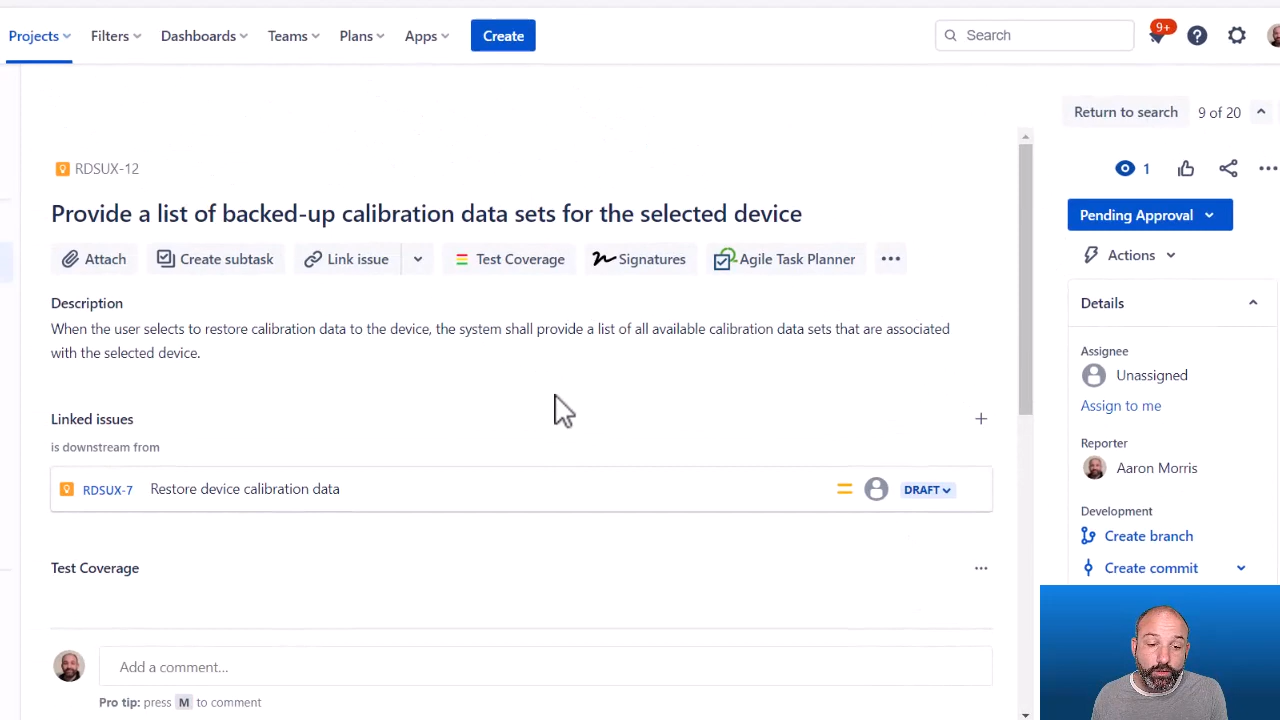 Projects Filters Dashboards Teams Plans Apps Create Search 9+
Return to search 9 of 20
RDSUX-12
1
Provide a list of backed-up calibration data sets for the selected device
Pending Approval
Attach Create subtask Link issue Test Coverage Signatures Agile Task Planner
Actions
Description
When the user selects to restore calibration data to the device, the system shall provide a list of all available calibration data sets that are associated
with the selected device.
Linked issues
is downstream from
RDSUX-7 Restore device calibration data DRAFT
Test Coverage
Add a comment...
Pro tip: press M to comment
Details
Assignee
Unassigned
Assign to me
Reporter
Aaron Morris
Development
Create branch
Create commit